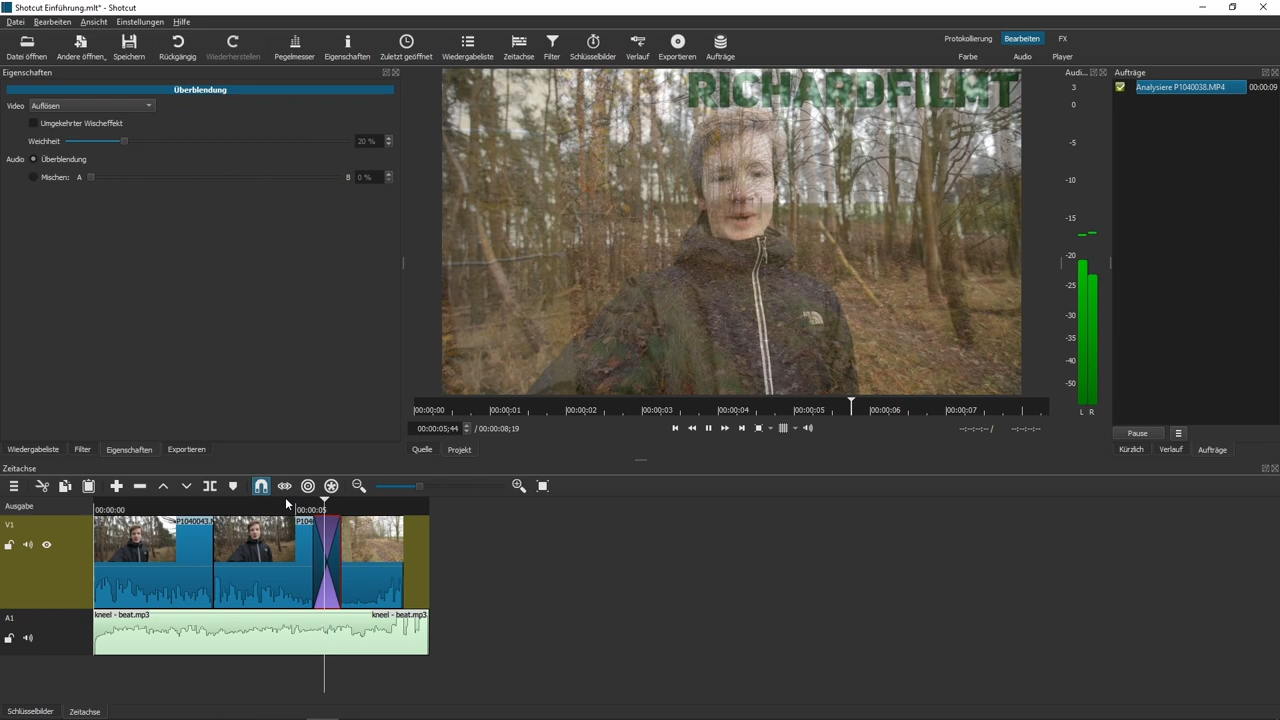 Shotcut Einführung.mlt* - Shotcut
Datei Bearbeiten Ansicht Einstellungen Hilfe
Datei öffnen Andere öffnen.. Speichern Rückgängig Wiederherstellen Pegelmesser Eigenschaften Zuletzt geöffnet Wiedergabeliste Zeitachse Filter Schlüsselbilder Verlauf Exportieren Aufträge
Protokollierung Bearbeiten FX
Farbe Audio Player
Eigenschaften
Überblendung
Video Auflösen
Umgekehrter Wischeffekt
Weichheit 20 %
Audio Überblendung
Mischen: A B 0 %
Wiedergabeliste Filter Eigenschaften Exportieren
RICHARDFILMT
00:00:00 00:00:01 00:00:02 00:00:03 00:00:04 00:00:05 00:00:06 00:00:07
00:00:05;44 / 00:00:08;19 --:--:--:-- / --:--:--:--
Quelle Projekt
Audi...
3
0
-5
-10
-15
-20
-25
-30
-35
-40
-50
L R
Aufträge
Analysiere P1040038.MP4 00:00:09
Pause
Kürzlich Verlauf Aufträge
Zeitachse
Ausgabe 00:00:00 00:00:05
V1
P1040043.M P104
A1
kneel - beat.mp3 kneel - beat.mp3
Schlüsselbilder Zeitachse